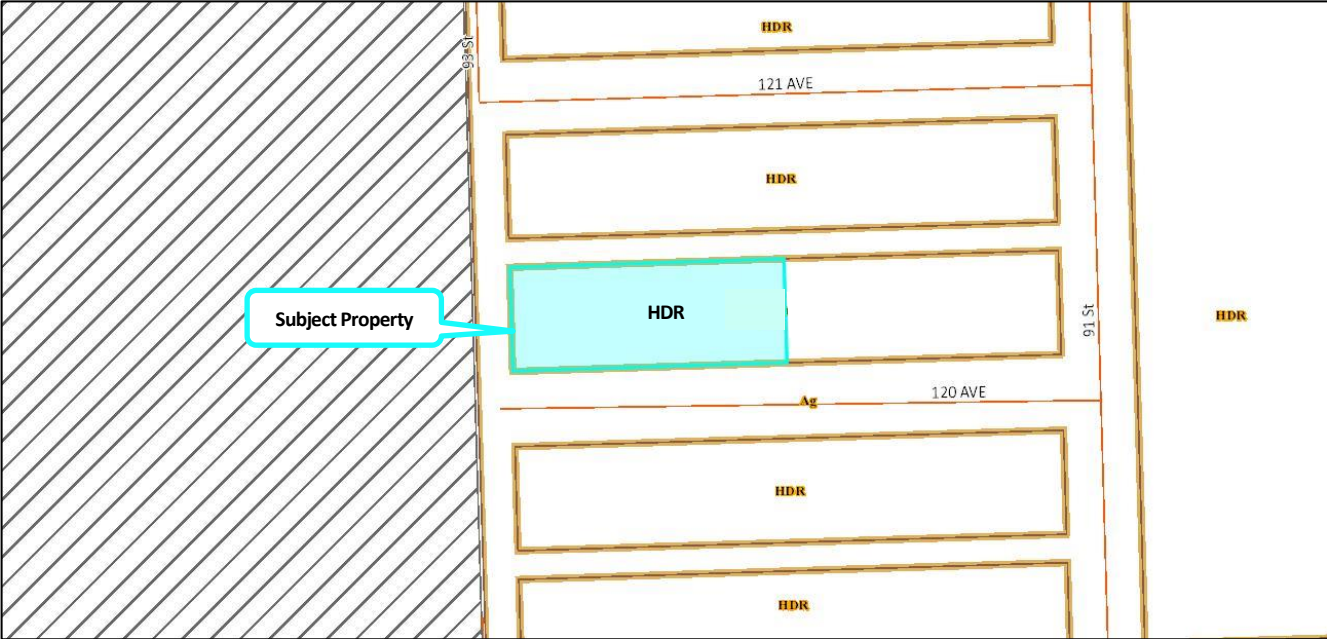 HDR
93 St
121 AVE
HDR
Subject Property
HDR
91 St
HDR
120 AVE
Ag
HDR
HDR